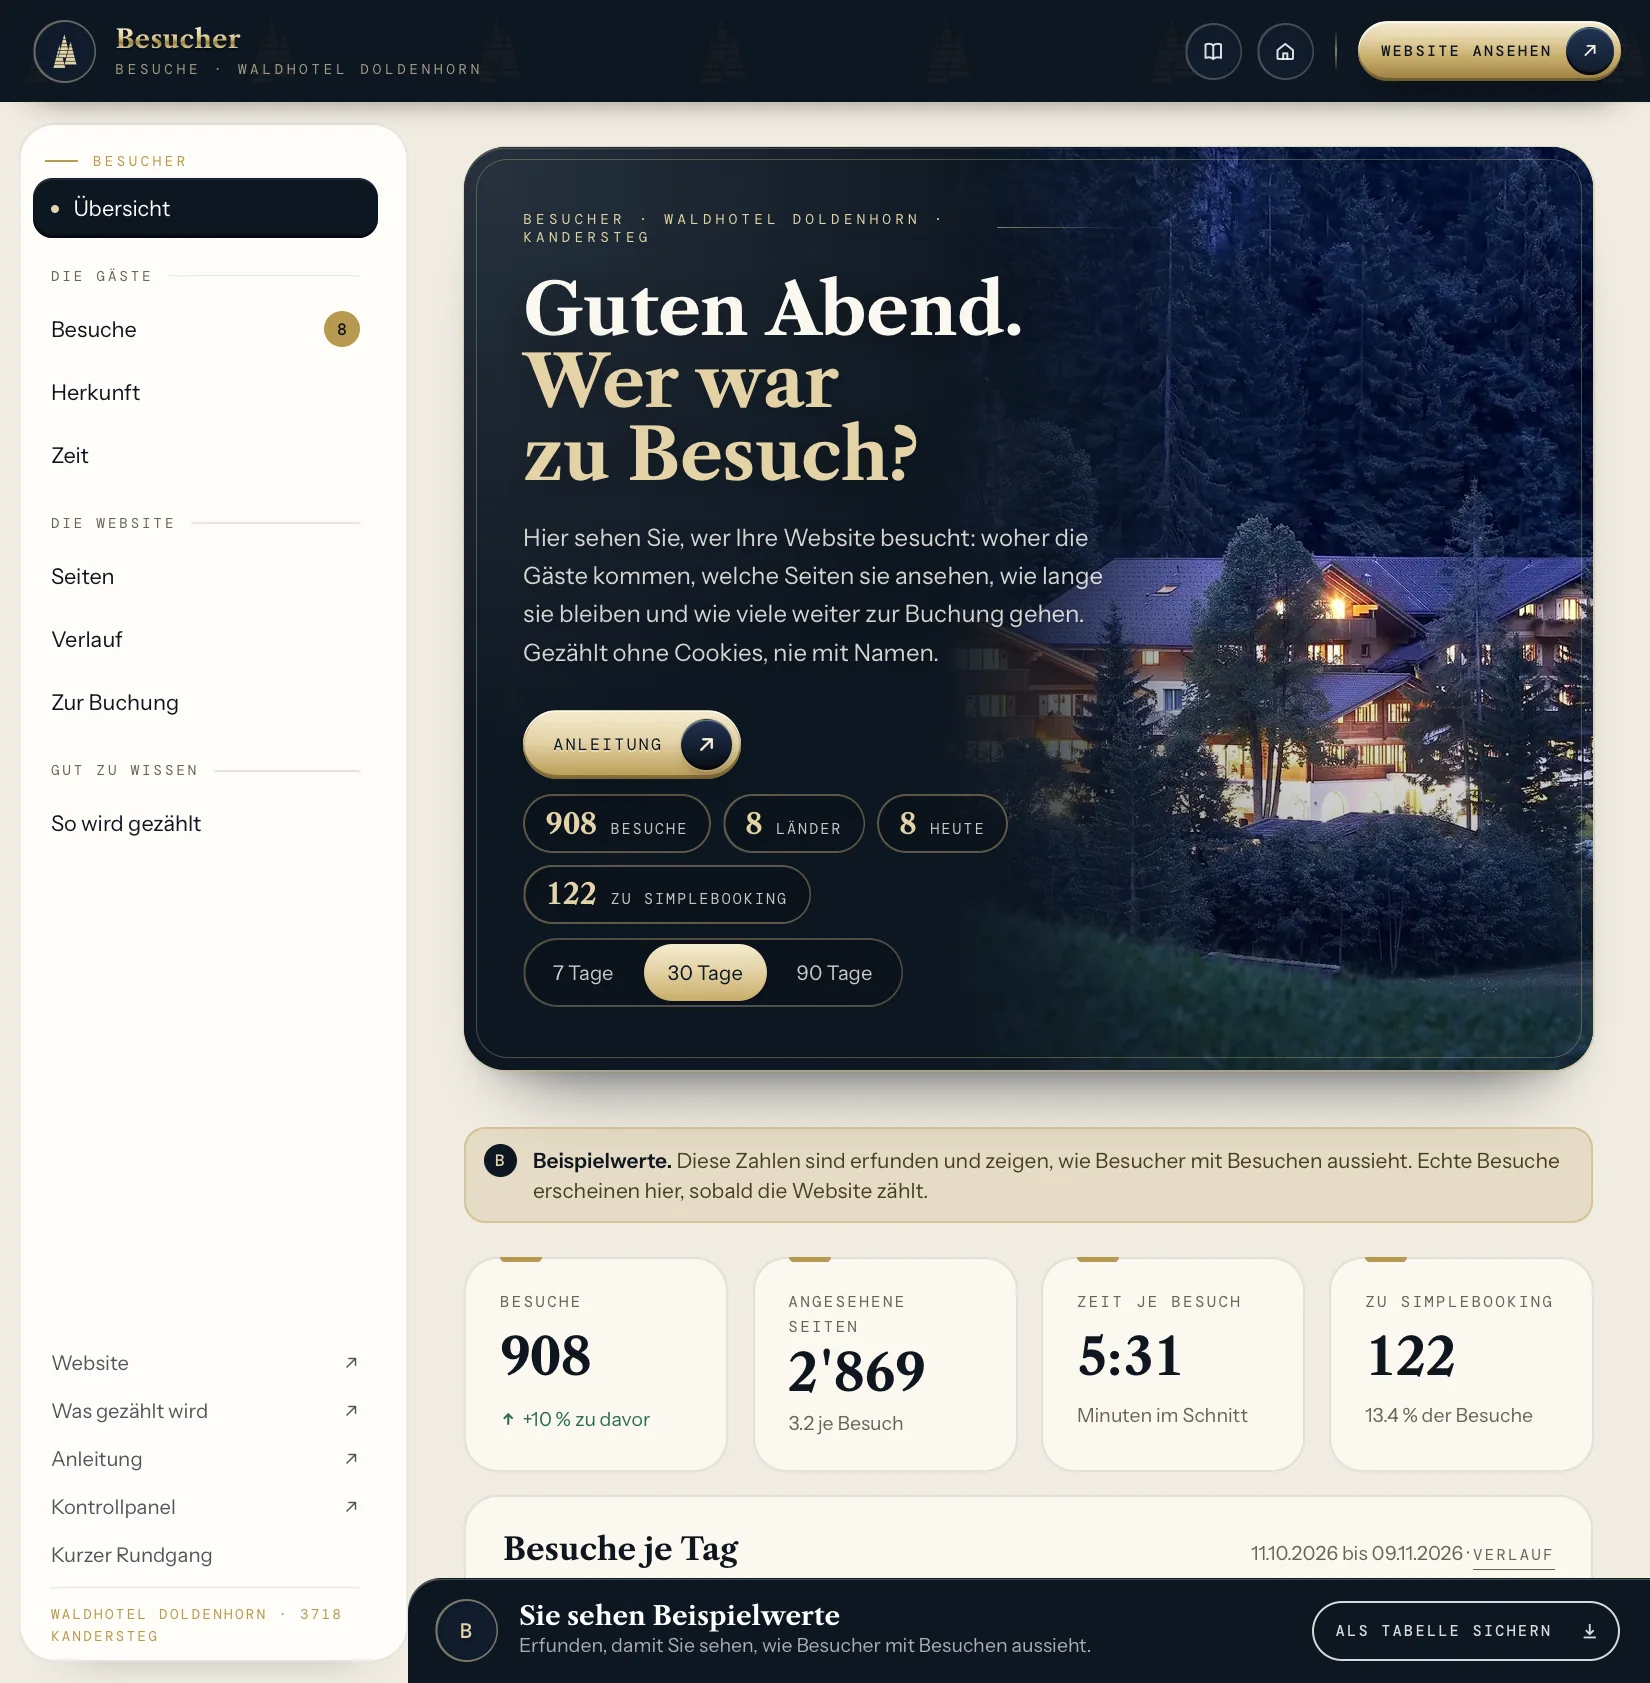 Besucher
BESUCHE · WALDHOTEL DOLDENHORN
WEBSITE ANSEHEN
BESUCHER
Übersicht
DIE GÄSTE
Besuche 8
Herkunft
Zeit
DIE WEBSITE
Seiten
Verlauf
Zur Buchung
GUT ZU WISSEN
So wird gezählt
Website
Was gezählt wird
Anleitung
Kontrollpanel
Kurzer Rundgang
WALDHOTEL DOLDENHORN · 3718
KANDERSTEG
BESUCHER · WALDHOTEL DOLDENHORN ·
KANDERSTEG
Guten Abend.
Wer war
zu Besuch?
Hier sehen Sie, wer Ihre Website besucht: woher die
Gäste kommen, welche Seiten sie ansehen, wie lange
sie bleiben und wie viele weiter zur Buchung gehen.
Gezählt ohne Cookies, nie mit Namen.
ANLEITUNG
908 BESUCHE 8 LÄNDER 8 HEUTE
122 ZU SIMPLEBOOKING
7 Tage 30 Tage 90 Tage
B Beispielwerte. Diese Zahlen sind erfunden und zeigen, wie Besucher mit Besuchen aussieht. Echte Besuche
erscheinen hier, sobald die Website zählt.
BESUCHE
908
+10 % zu davor
ANGESEHENE
SEITEN
2'869
3.2 je Besuch
ZEIT JE BESUCH
5:31
Minuten im Schnitt
ZU SIMPLEBOOKING
122
13.4 % der Besuche
Besuche je Tag
11.10.2026 bis 09.11.2026 · VERLAUF
B
Sie sehen Beispielwerte
Erfunden, damit Sie sehen, wie Besucher mit Besuchen aussieht.
ALS TABELLE SICHERN